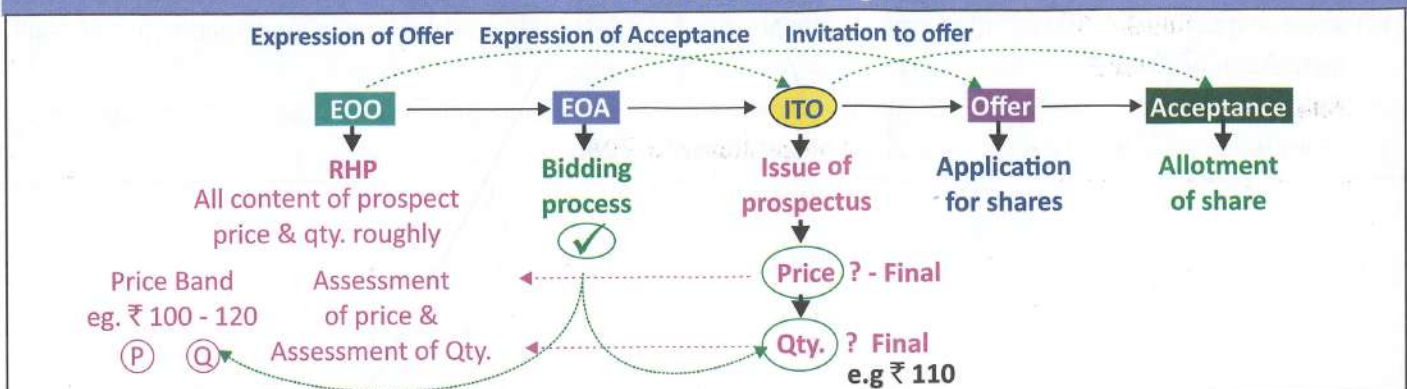 Expression of Offer Expression of Acceptance Invitation to offer
EOO EOA ITO Offer Acceptance
RHP
All content of prospect
price & qty. roughly
Bidding
process
Issue of
prospectus
Application
for shares
Allotment
of share
Price Band
eg. ₹ 100 - 120
P Q
Assessment
of price &
Assessment of Qty.
Price ? - Final
Qty. ? Final
e.g ₹ 110